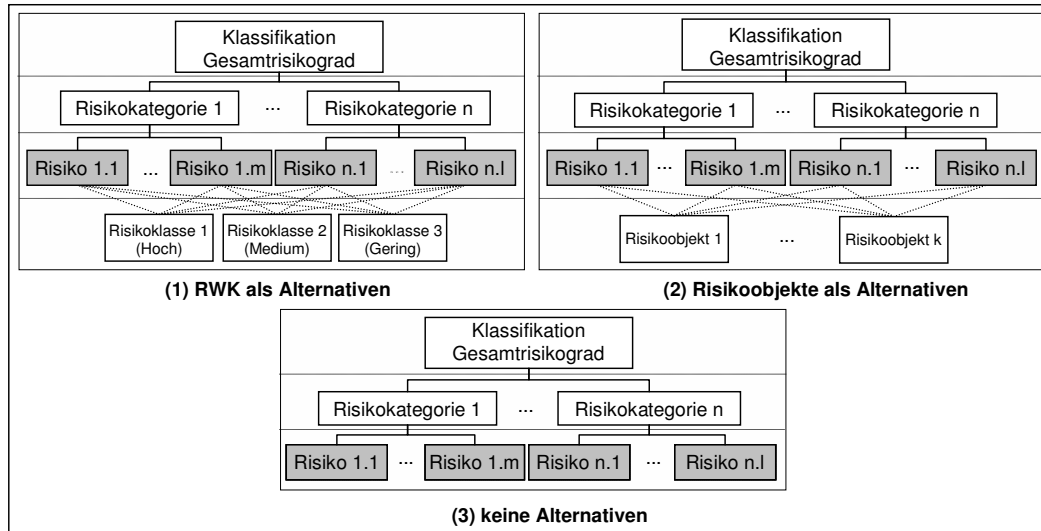 Klassifikation
Gesamtrisikograd
Risikokategorie 1 ... Risikokategorie n
Risiko 1.1 ... Risiko 1.m Risiko n.1 ... Risiko n.l
Risikoklasse 1
(Hoch)
Risikoklasse 2
(Medium)
Risikoklasse 3
(Gering)
(1) RWK als Alternativen
Klassifikation
Gesamtrisikograd
Risikokategorie 1 ... Risikokategorie n
Risiko 1.1 ... Risiko 1.m Risiko n.1 ... Risiko n.l
Risikoobjekt 1 ... Risikoobjekt k
(2) Risikoobjekte als Alternativen
Klassifikation
Gesamtrisikograd
Risikokategorie 1 ... Risikokategorie n
Risiko 1.1 ... Risiko 1.m Risiko n.1 ... Risiko n.l
(3) keine Alternativen